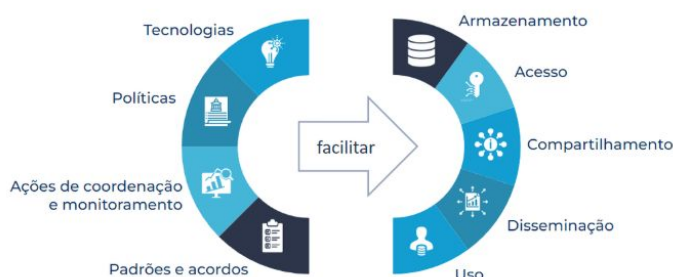 Tecnologias
Políticas
Ações de coordenação
e monitoramento
Padrões e acordos
facilitar
Armazenamento
Acesso
Compartilhamento
Disseminação
Uso